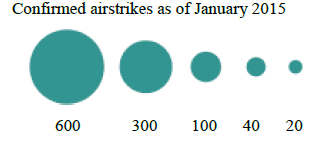 Confirmed airstrikes as of January 2015
600 300 100 40 20